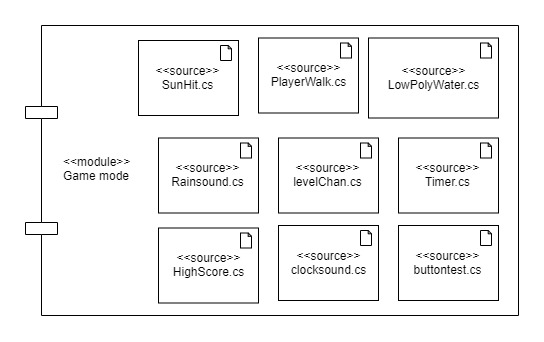 <<source>>
SunHit.cs
<<source>>
PlayerWalk.cs
<<source>>
LowPolyWater.cs
<<module>>
Game mode
<<source>>
Rainsound.cs
<<source>>
levelChan.cs
<<source>>
Timer.cs
<<source>>
HighScore.cs
<<source>>
clocksound.cs
<<source>>
buttontest.cs